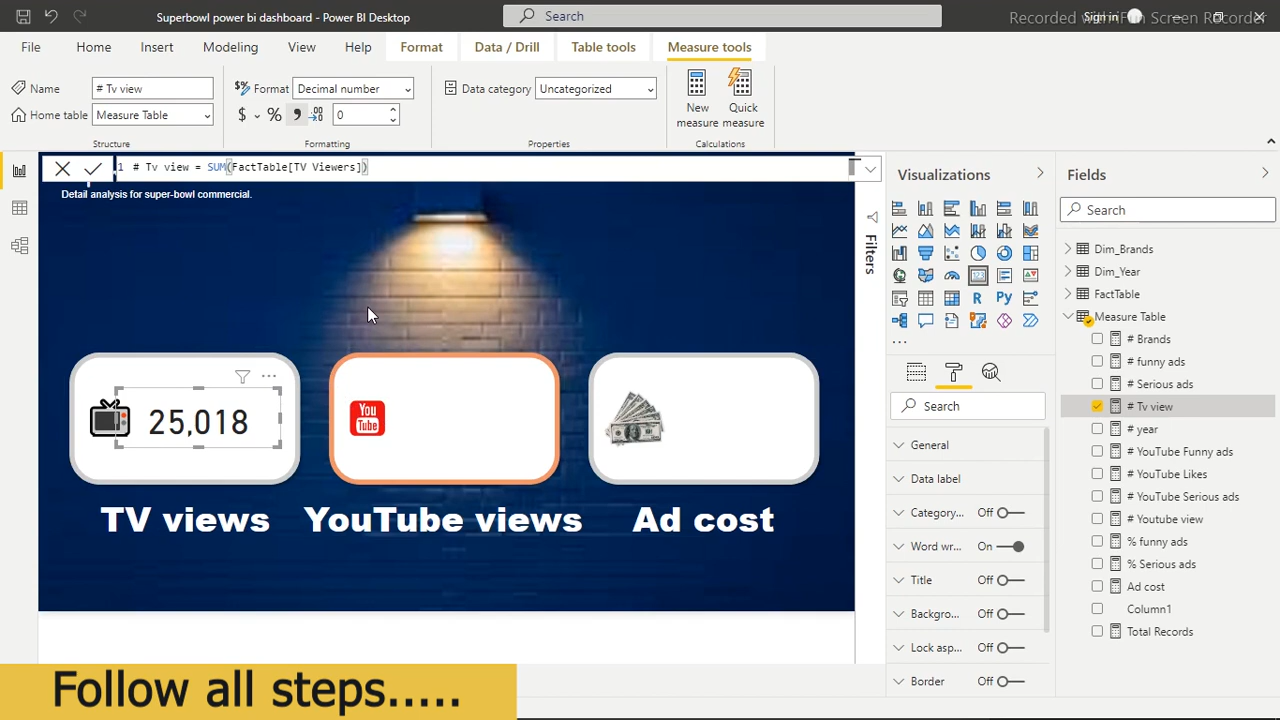 Superbowl power bi dashboard - Power BI Desktop
Search
Sign in
File
Home
Insert
Modeling
View
Help
Format
Data / Drill
Table tools
Measure tools
Name
# Tv view
Home table
Measure Table
Structure
$% Format
Decimal number
$
%
0
Formatting
Data category
Uncategorized
Properties
New
measure
Quick
measure
Calculations
1 # Tv view = SUM(FactTable[TV Viewers])
Detail analysis for super-bowl commercial.
25,018
You
Tube
TV views
YouTube views
Ad cost
Filters
Visualizations
Search
General
Data label
Category... Off
Word wr... On
Title Off
Backgro... Off
Lock asp... Off
Border Off
Fields
Search
Dim_Brands
Dim_Year
FactTable
Measure Table
# Brands
# funny ads
# Serious ads
# Tv view
# year
# YouTube Funny ads
# YouTube Likes
# YouTube Serious ads
# Youtube view
% funny ads
% Serious ads
Ad cost
Column1
Total Records
Follow all steps.....